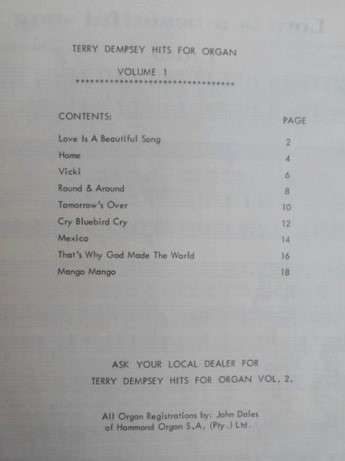 TERRY DEMPSEY HITS FOR ORGAN
VOLUME 1
********************************
CONTENTS: PAGE
Love Is A Beautiful Song 2
Home 4
Vicki 6
Round & Around 8
Tomorrow's Over 10
Cry Bluebird Cry 12
Mexico 14
That's Why God Made The World 16
Mango Mango 18
ASK YOUR LOCAL DEALER FOR
TERRY DEMPSEY HITS FOR ORGAN VOL. 2.
All Organ Registrations by: John Dales
of Hammond Organ S.A. (Pty.) Ltd.